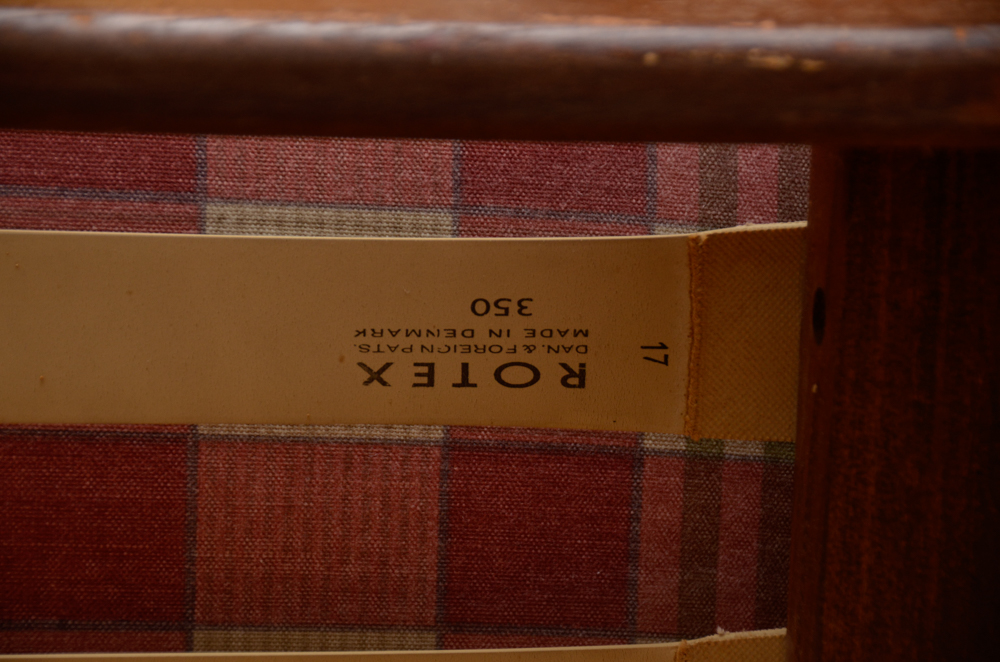 ROTEX
DAN. & FOREIGN PATS.
MADE IN DENMARK
350
17